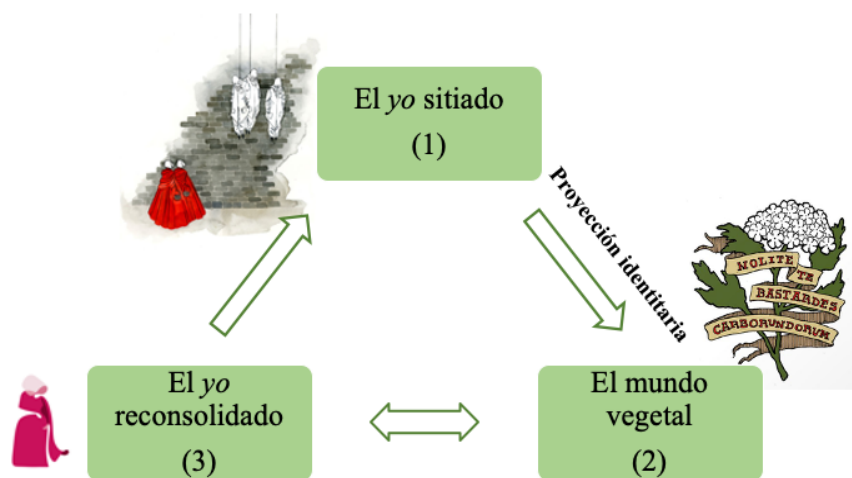 El yo sitiado
(1)
Proyección identitaria
NOLITE
TE
BASTARDES
CARBORUNDORUM
El yo
reconsolidado
(3)
El mundo
vegetal
(2)